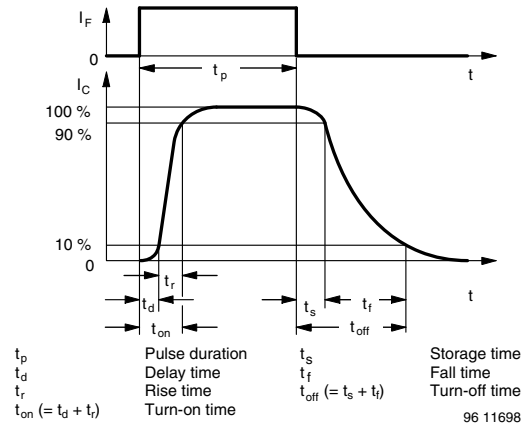 I_F
0
t_p
t
I_C
100 %
90 %
10 %
0
t_r
t_d
t_s
t_f
t
t_on
t_off
t_p Pulse duration t_s Storage time
t_d Delay time t_f Fall time
t_r Rise time t_off (= t_s + t_f) Turn-off time
t_on (= t_d + t_r) Turn-on time
96 11698